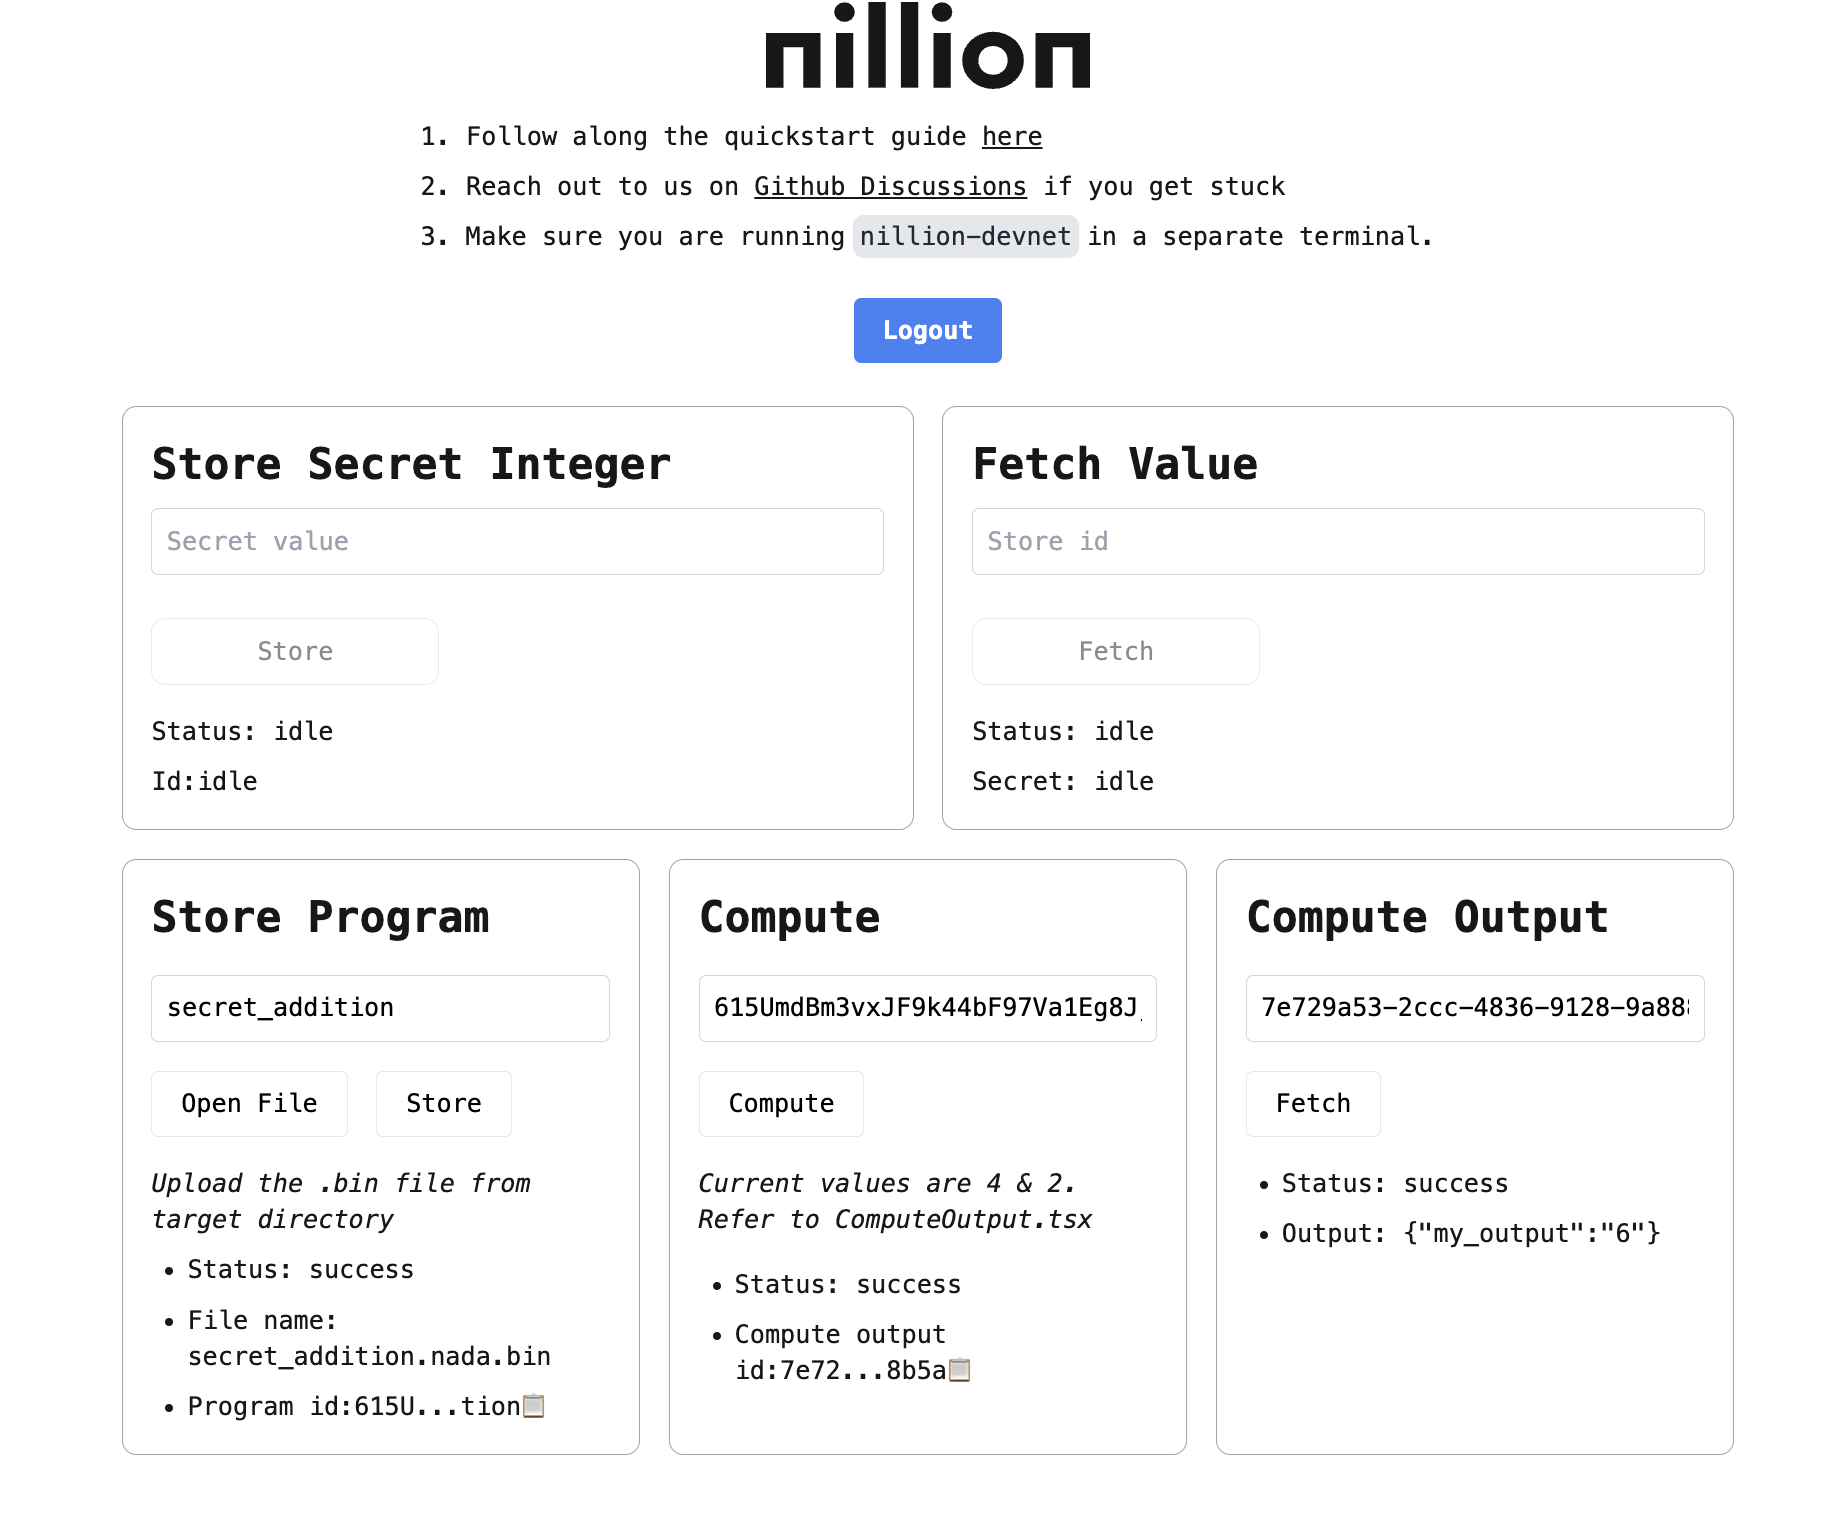 nillion
1. Follow along the quickstart guide here
2. Reach out to us on Github Discussions if you get stuck
3. Make sure you are running nillion-devnet in a separate terminal.
Logout
Store Secret Integer
Secret value
Store
Status: idle
Id:idle
Fetch Value
Store id
Fetch
Status: idle
Secret: idle
Store Program
secret_addition
Open File
Store
Upload the .bin file from
target directory
• Status: success
• File name:
secret_addition.nada.bin
• Program id:615U...tion
Compute
615UmdBm3vxJF9k44bF97Va1Eg8J
Compute
Current values are 4 & 2.
Refer to ComputeOutput.tsx
• Status: success
• Compute output
id:7e72...8b5a
Compute Output
7e729a53-2ccc-4836-9128-9a88
Fetch
• Status: success
• Output: {"my_output":"6"}